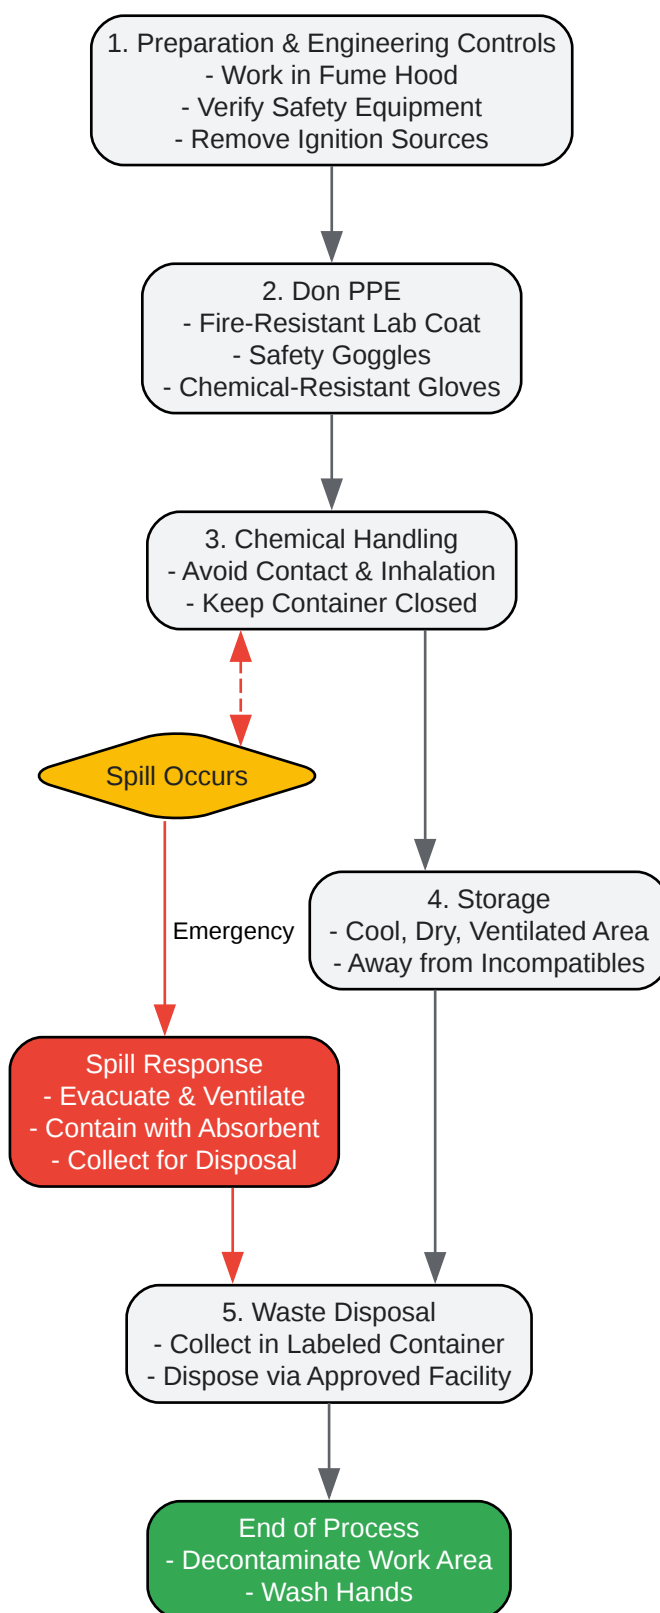 1. Preparation & Engineering Controls
- Work in Fume Hood
- Verify Safety Equipment
- Remove Ignition Sources
2. Don PPE
- Fire-Resistant Lab Coat
- Safety Goggles
- Chemical-Resistant Gloves
3. Chemical Handling
- Avoid Contact & Inhalation
- Keep Container Closed
Spill Occurs
4. Storage
- Cool, Dry, Ventilated Area
- Away from Incompatibles
Emergency
Spill Response
- Evacuate & Ventilate
- Contain with Absorbent
- Collect for Disposal
5. Waste Disposal
- Collect in Labeled Container
- Dispose via Approved Facility
End of Process
- Decontaminate Work Area
- Wash Hands